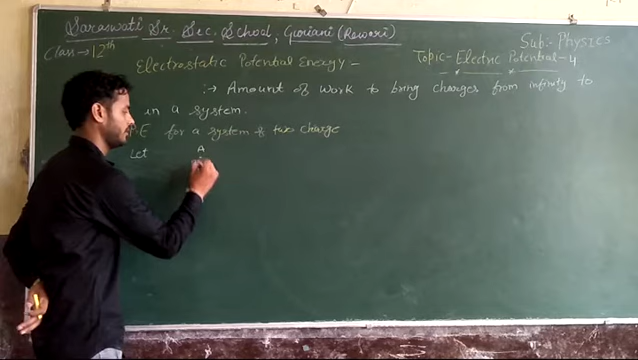 Saraswati Sr. Sec. School, Guriani (Rewari)
Class → 12th
Sub:- Physics
Topic- Electric Potential-4
Electrostatic Potential Energy -
:→ Amount of work to bring charges from infinity to
in a system.
P.E for a system of two charge
Let A